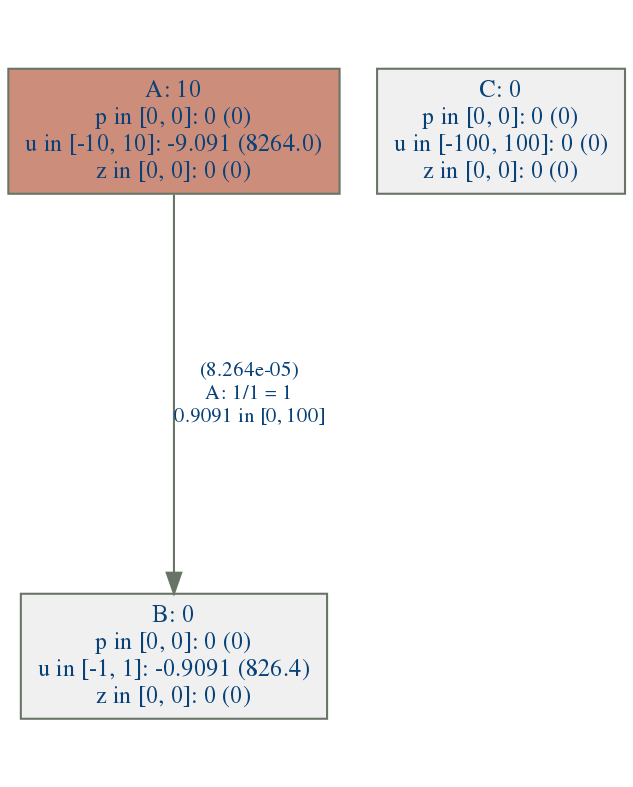 A: 10
p in [0, 0]: 0 (0)
u in [-10, 10]: -9.091 (8264.0)
z in [0, 0]: 0 (0)
C: 0
p in [0, 0]: 0 (0)
u in [-100, 100]: 0 (0)
z in [0, 0]: 0 (0)
(8.264e-05)
A: 1/1 = 1
0.9091 in [0, 100]
B: 0
p in [0, 0]: 0 (0)
u in [-1, 1]: -0.9091 (826.4)
z in [0, 0]: 0 (0)